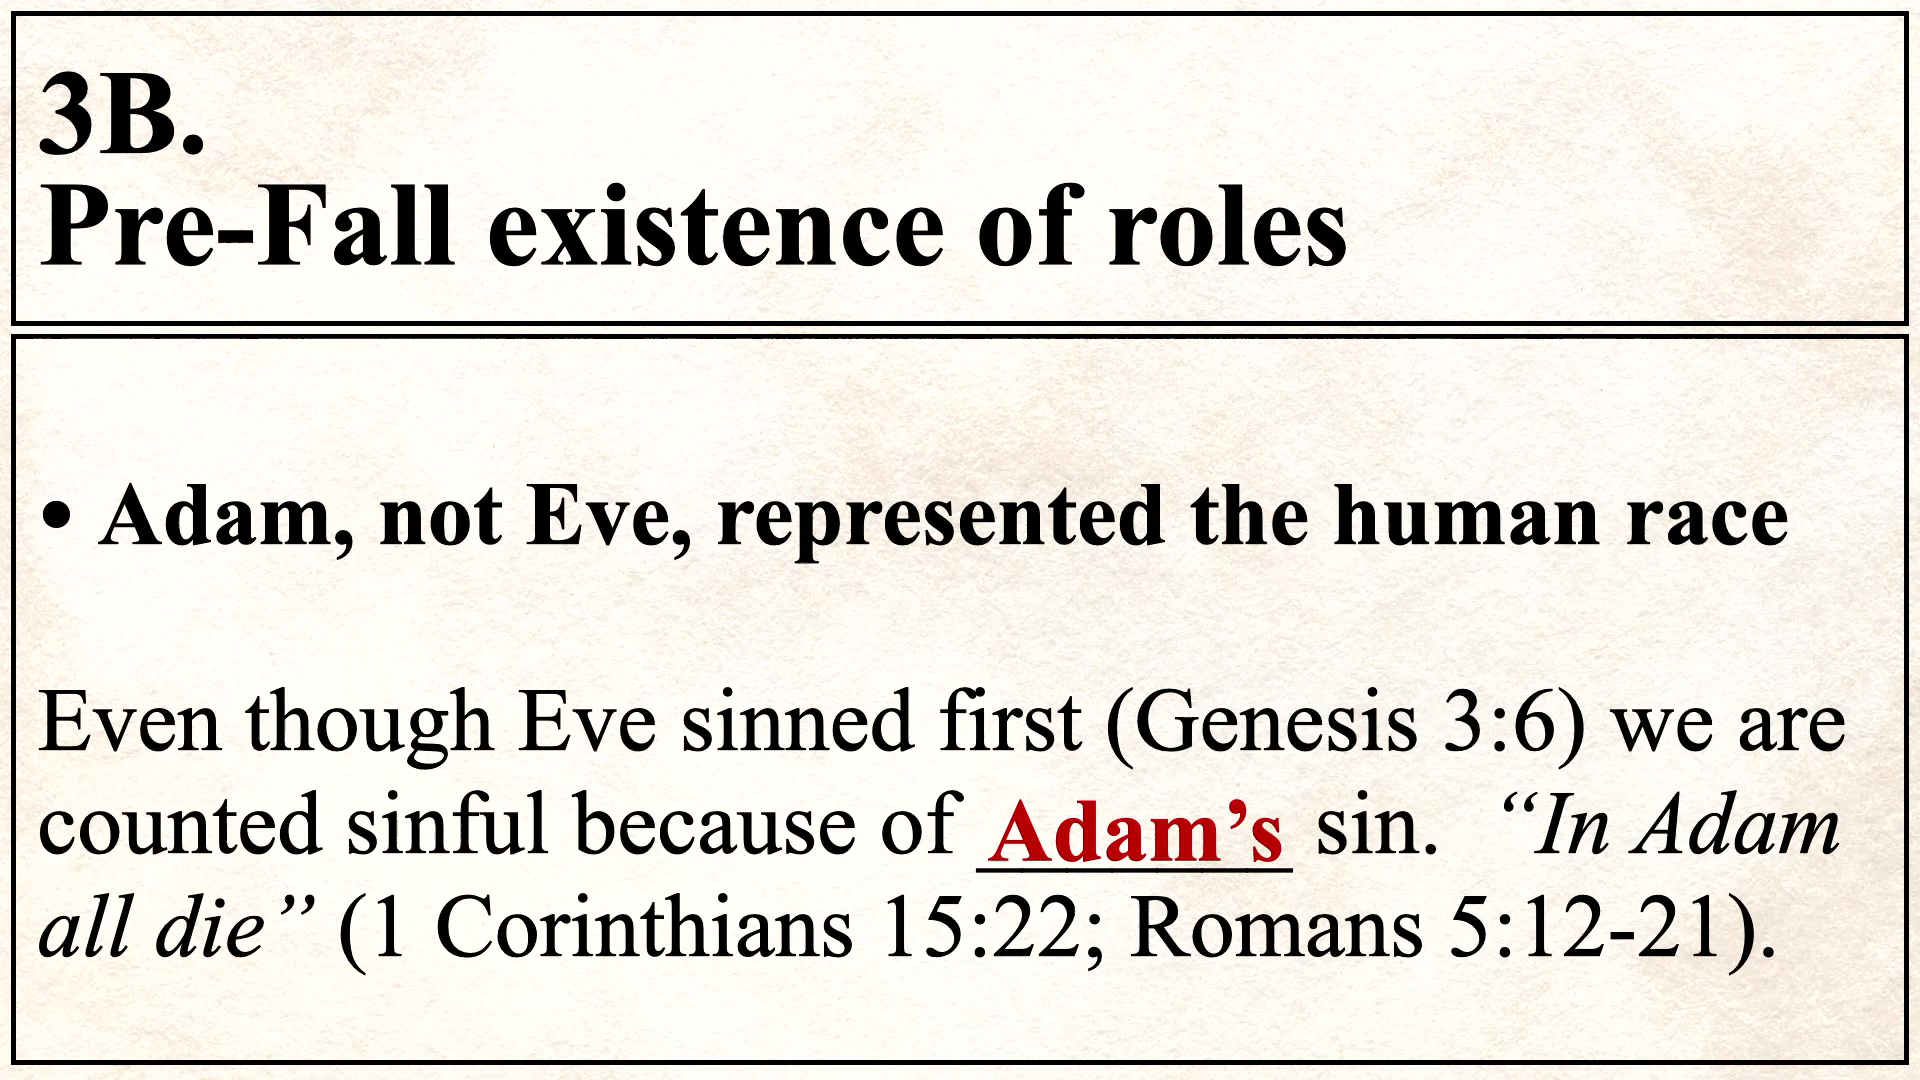 3B.
Pre-Fall existence of roles
• Adam, not Eve, represented the human race
Even though Eve sinned first (Genesis 3:6) we are
counted sinful because of Adam’s sin. “In Adam
all die” (1 Corinthians 15:22; Romans 5:12-21).